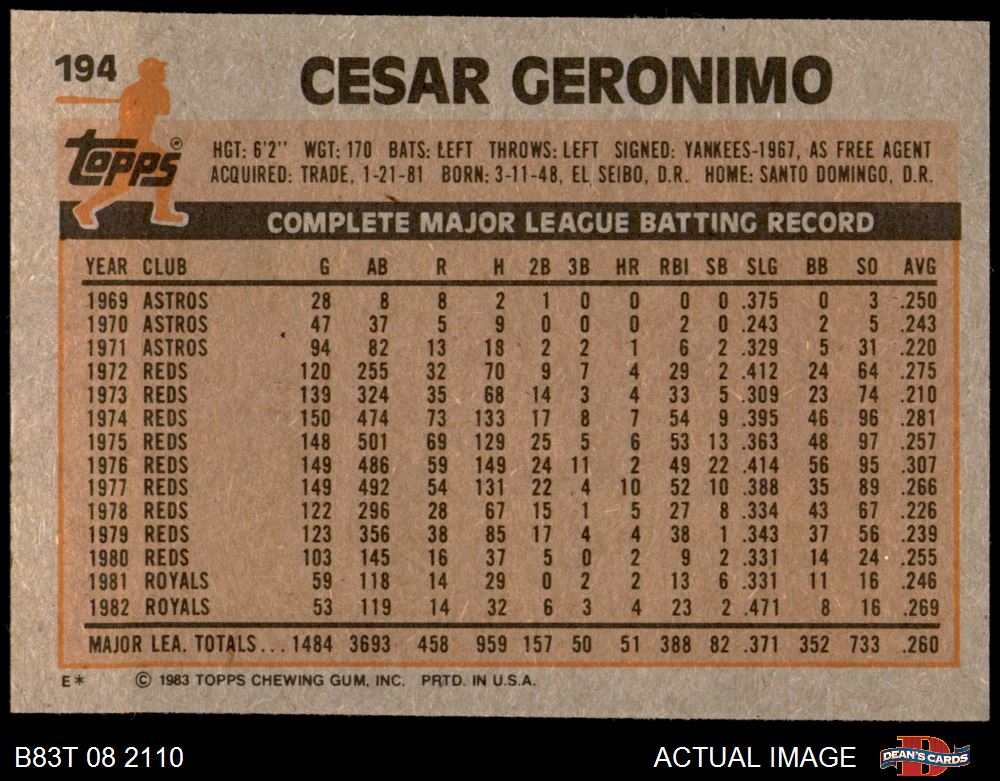 194
CESAR GERONIMO
Topps®
HGT: 6'2'' WGT: 170 BATS: LEFT THROWS: LEFT SIGNED: YANKEES-1967, AS FREE AGENT
ACQUIRED: TRADE, 1-21-81 BORN: 3-11-48, EL SEIBO, D.R. HOME: SANTO DOMINGO, D.R.
COMPLETE MAJOR LEAGUE BATTING RECORD
YEAR CLUB G AB R H 2B 3B HR RBI SB SLG BB SO AVG
1969 ASTROS 28 8 8 2 1 0 0 0 0 .375 0 3 .250
1970 ASTROS 47 37 5 9 0 0 0 2 0 .243 2 5 .243
1971 ASTROS 94 82 13 18 2 2 1 6 2 .329 5 31 .220
1972 REDS 120 255 32 70 9 7 4 29 2 .412 24 64 .275
1973 REDS 139 324 35 68 14 3 4 33 5 .309 23 74 .210
1974 REDS 150 474 73 133 17 8 7 54 9 .395 46 96 .281
1975 REDS 148 501 69 129 25 5 6 53 13 .363 48 97 .257
1976 REDS 149 486 59 149 24 11 2 49 22 .414 56 95 .307
1977 REDS 149 492 54 131 22 4 10 52 10 .388 35 89 .266
1978 REDS 122 296 28 67 15 1 5 27 8 .334 43 67 .226
1979 REDS 123 356 38 85 17 4 4 38 1 .343 37 56 .239
1980 REDS 103 145 16 37 5 0 2 9 2 .331 14 24 .255
1981 ROYALS 59 118 14 29 0 2 2 13 6 .331 11 16 .246
1982 ROYALS 53 119 14 32 6 3 4 23 2 .471 8 16 .269
MAJOR LEA. TOTALS... 1484 3693 458 959 157 50 51 388 82 .371 352 733 .260
E* © 1983 TOPPS CHEWING GUM, INC. PRTD. IN U.S.A.
B83T 08 2110 ACTUAL IMAGE DEAN'S CARDS